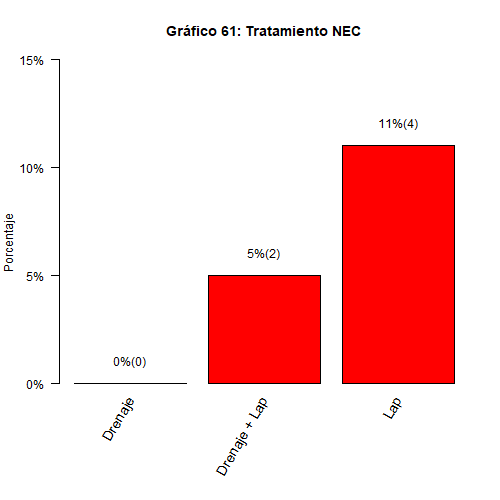 Gráfico 61: Tratamiento NEC
15%
10%
5%
0%
Porcentaje
0%(0)
5%(2)
11%(4)
Drenaje
Drenaje + Lap
Lap